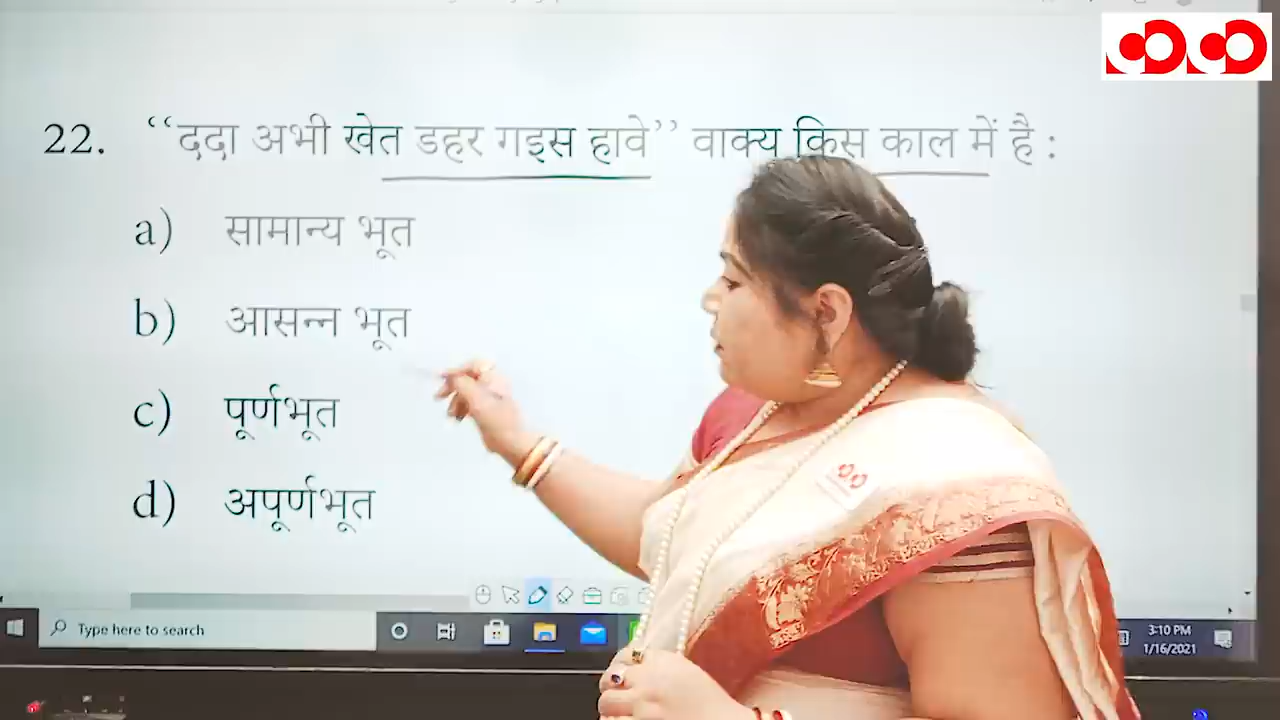 22. ‘‘ददा अभी खेत डहर गइस हावे’’ वाक्य किस काल में है :
a) सामान्य भूत
b) आसन्न भूत
c) पूर्णभूत
d) अपूर्णभूत
Type here to search
3:10 PM
1/16/2021